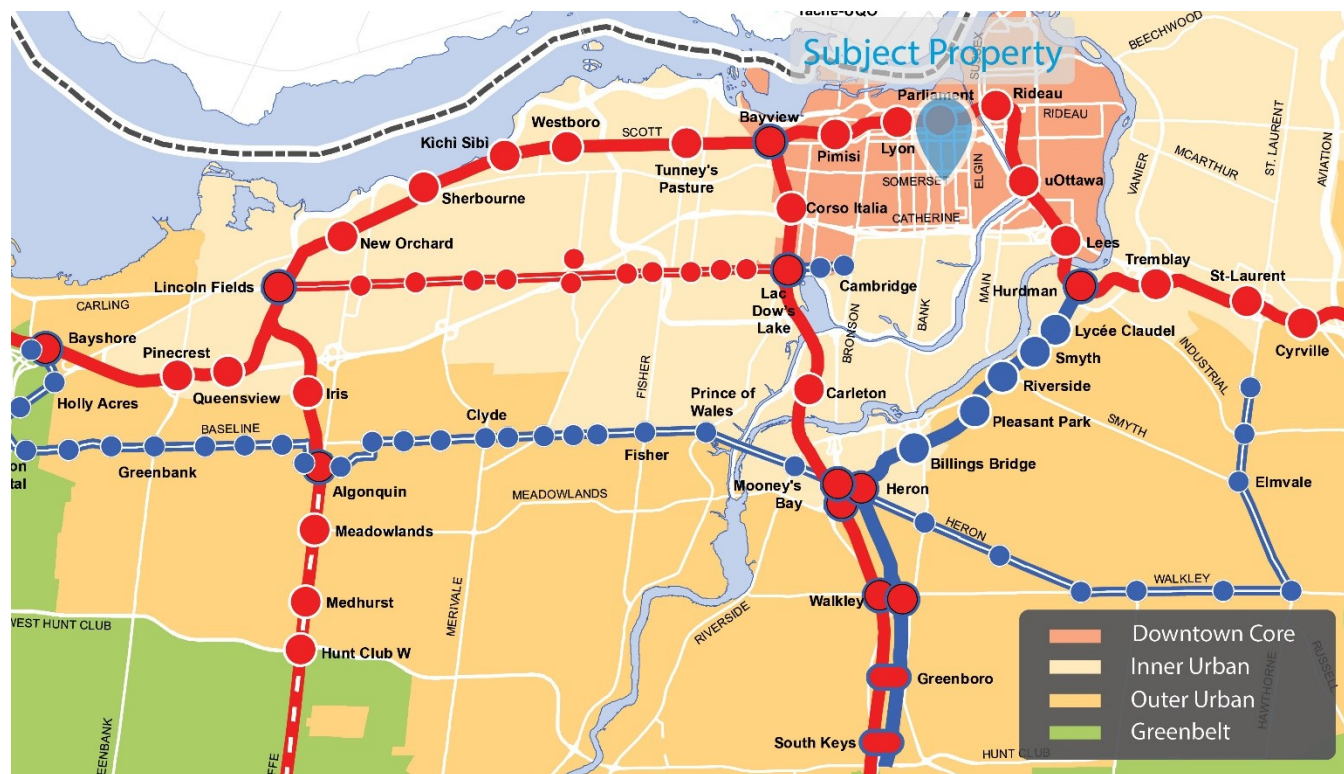 Taché-UQO
Subject Property
SUSSEX
BEECHWOOD
Parliament
Rideau
RIDEAU
Bayview
Westboro
SCOTT
Kichi Sibi
Pimisi
Lyon
Tunney's
Pasture
SOMERSET
ELGIN
uOttawa
VANIER
MCARTHUR
ST. LAURENT
AVIATION
Sherbourne
Corso Italia
CATHERINE
New Orchard
Lees
Tremblay
St-Laurent
Lincoln Fields
CARLING
Lac
Dow's
Lake
Cambridge
BRONSON
BANK
MAIN
Hurdman
Lycée Claudel
Cyrville
Bayshore
Pinecrest
Queensview
Holly Acres
Iris
FISHER
Smyth
Riverside
INDUSTRIAL
Carleton
Prince of
Wales
Pleasant Park
SMYTH
Clyde
BASELINE
Greenbank
Fisher
Billings Bridge
Algonquin
MEADOWLANDS
Mooney's
Bay
Heron
HERON
Elmvale
Meadowlands
Medhurst
MERIVALE
RIVERSIDE
Walkley
WALKLEY
WEST HUNT CLUB
Hunt Club W
Greenboro
South Keys
HUNT CLUB
HAWTHORNE
RUSSELL
Downtown Core
Inner Urban
Outer Urban
Greenbelt